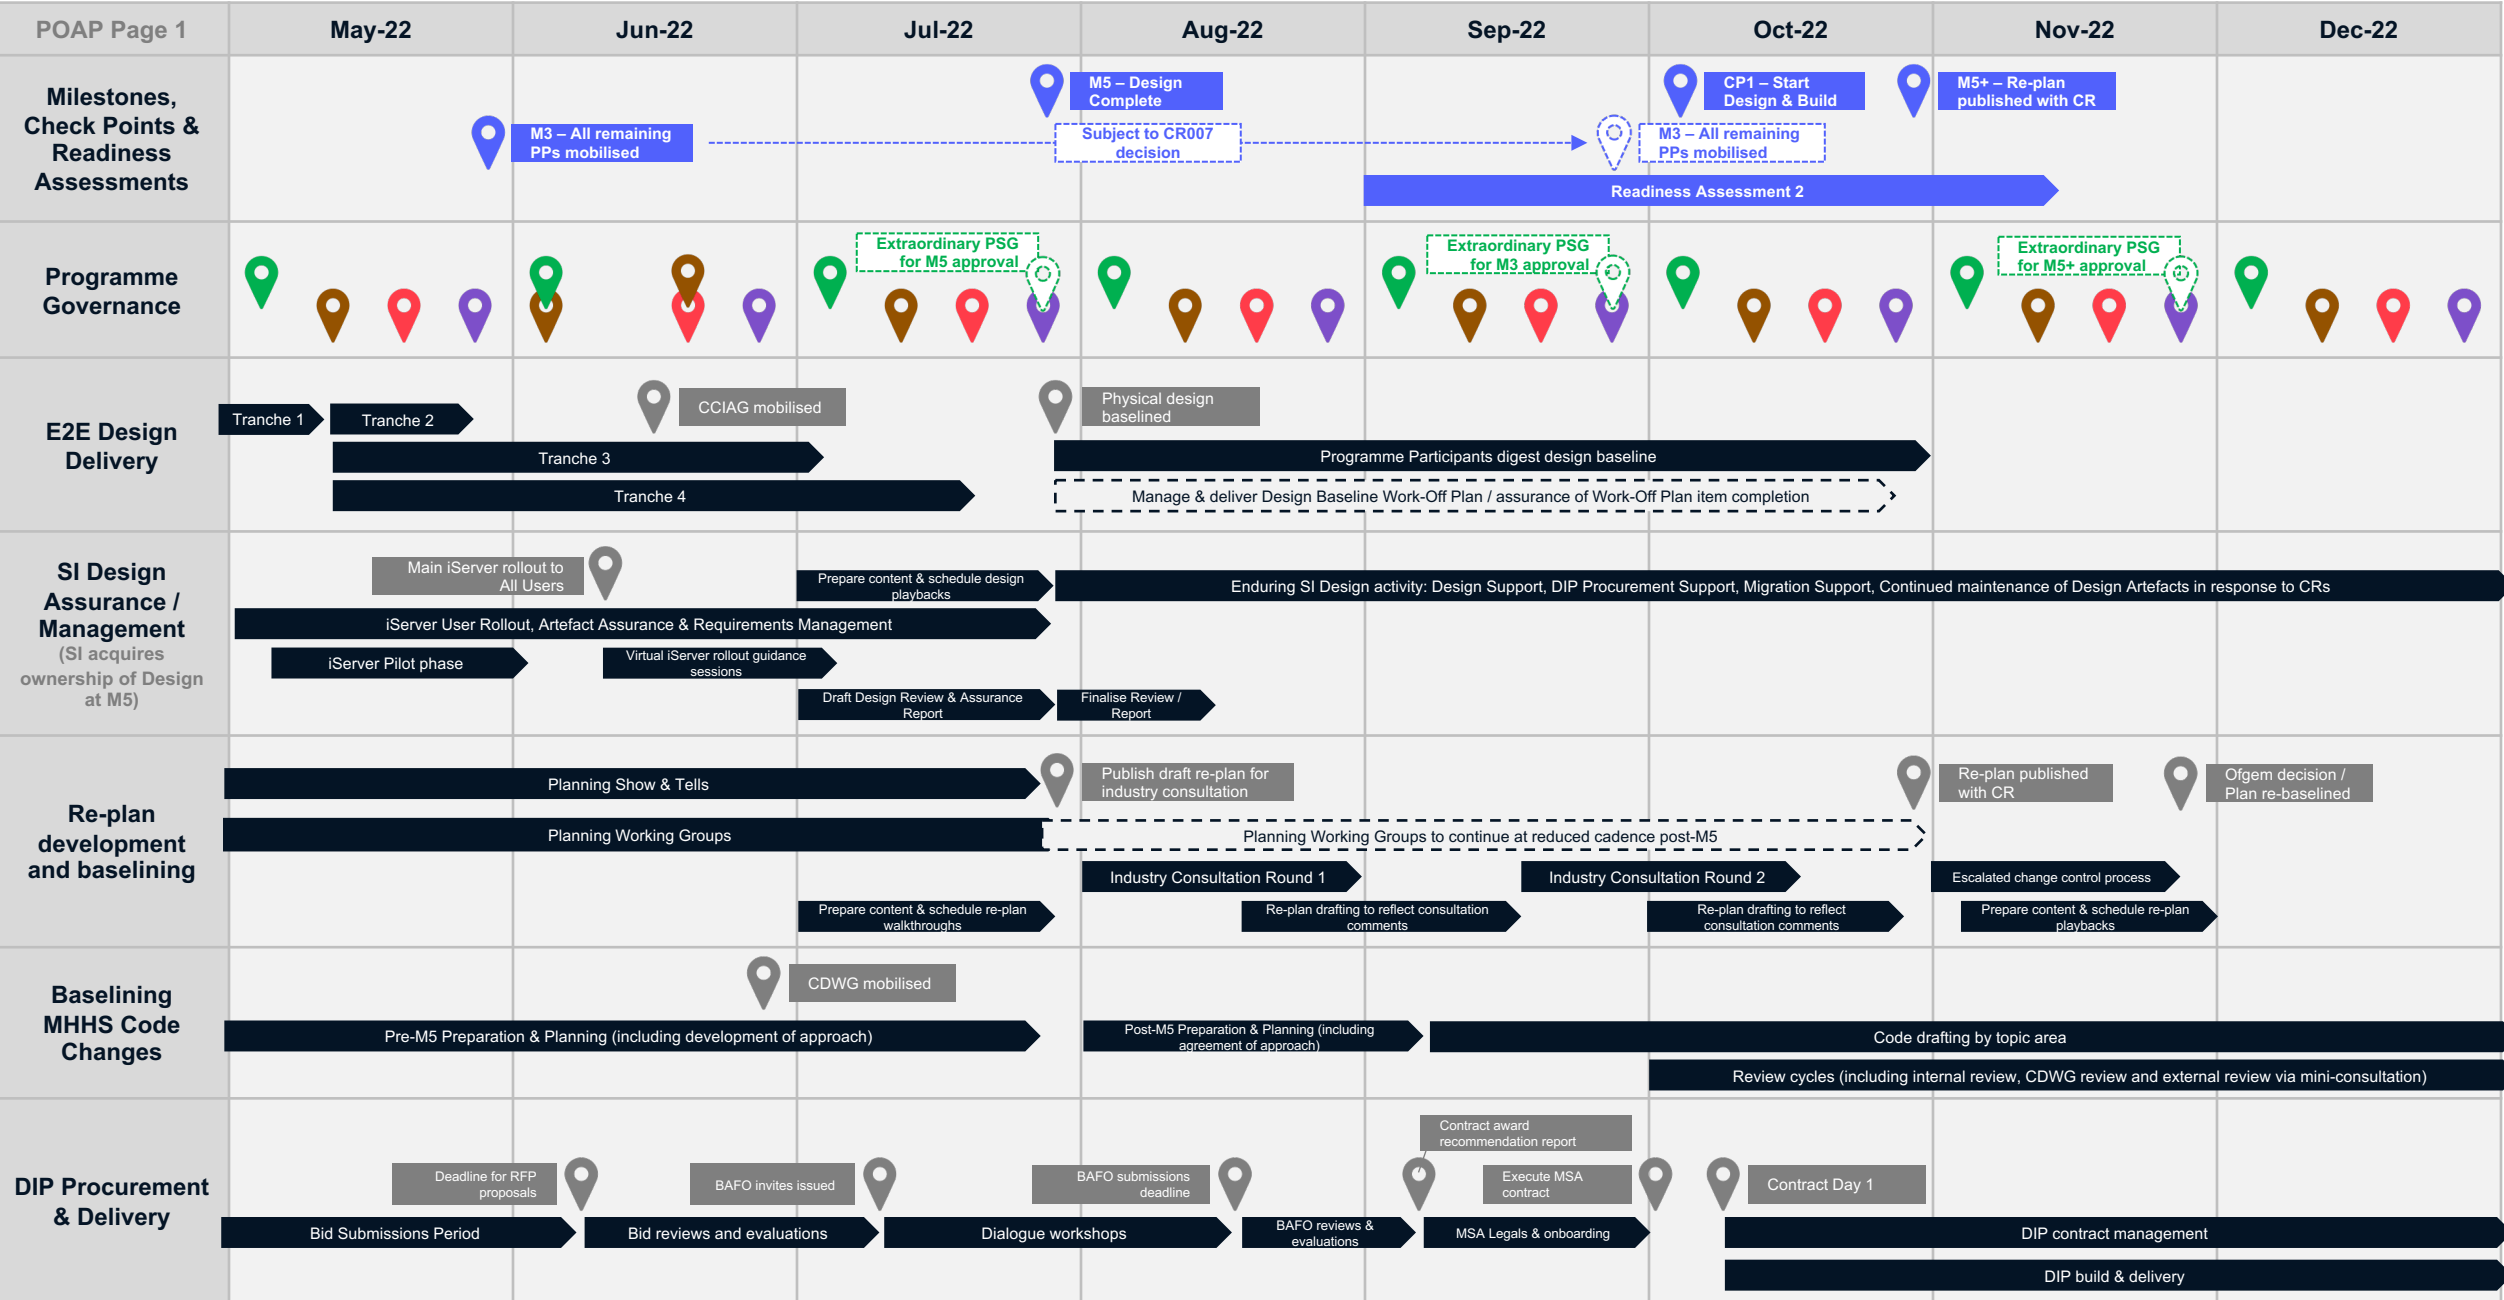 POAP Page 1
May-22
Jun-22
Jul-22
Aug-22
Sep-22
Oct-22
Nov-22
Dec-22
Milestones,
Check Points &
Readiness
Assessments
M5 – Design
Complete
CP1 – Start
Design & Build
M5+ – Re-plan
published with CR
M3 – All remaining
PPs mobilised
Subject to CR007
decision
M3 – All remaining
PPs mobilised
Readiness Assessment 2
Programme
Governance
Extraordinary PSG
for M5 approval
Extraordinary PSG
for M3 approval
Extraordinary PSG
for M5+ approval
E2E Design
Delivery
Tranche 1
Tranche 2
CCIAG mobilised
Physical design
baselined
Tranche 3
Programme Participants digest design baseline
Tranche 4
Manage & deliver Design Baseline Work-Off Plan / assurance of Work-Off Plan item completion
SI Design
Assurance /
Management
(SI acquires
ownership of Design
at M5)
Main iServer rollout to
All Users
Prepare content & schedule design
playbacks
Enduring SI Design activity: Design Support, DIP Procurement Support, Migration Support, Continued maintenance of Design Artefacts in response to CRs
iServer User Rollout, Artefact Assurance & Requirements Management
iServer Pilot phase
Virtual iServer rollout guidance
sessions
Draft Design Review & Assurance
Report
Finalise Review /
Report
Re-plan
development
and baselining
Planning Show & Tells
Publish draft re-plan for
industry consultation
Re-plan published
with CR
Ofgem decision /
Plan re-baselined
Planning Working Groups
Planning Working Groups to continue at reduced cadence post-M5
Industry Consultation Round 1
Industry Consultation Round 2
Escalated change control process
Prepare content & schedule re-plan
walkthroughs
Re-plan drafting to reflect consultation
comments
Re-plan drafting to reflect
consultation comments
Prepare content & schedule re-plan
playbacks
Baselining
MHHS Code
Changes
CDWG mobilised
Pre-M5 Preparation & Planning (including development of approach)
Post-M5 Preparation & Planning (including
agreement of approach)
Code drafting by topic area
Review cycles (including internal review, CDWG review and external review via mini-consultation)
DIP Procurement
& Delivery
Contract award
recommendation report
Deadline for RFP
proposals
BAFO invites issued
BAFO submissions
deadline
Execute MSA
contract
Contract Day 1
Bid Submissions Period
Bid reviews and evaluations
Dialogue workshops
BAFO reviews &
evaluations
MSA Legals & onboarding
DIP contract management
DIP build & delivery